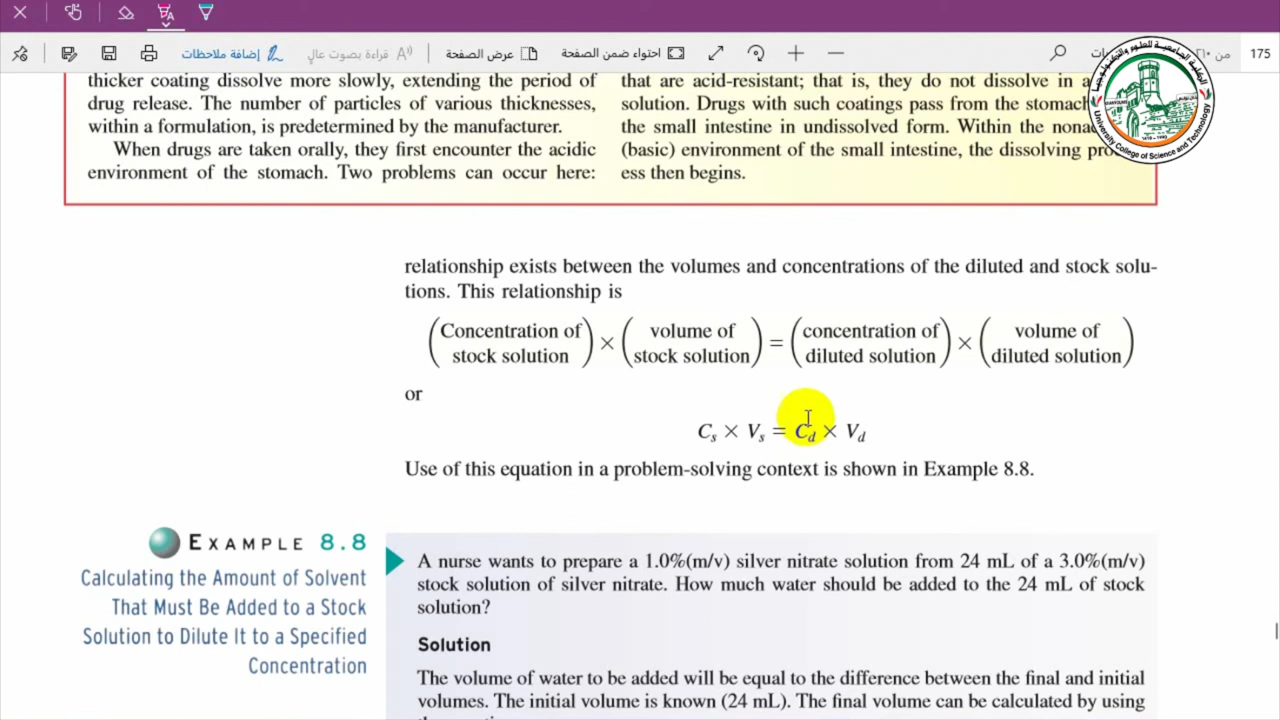 إضافة ملاحظات
قراءة بصوت عالٍ
عرض الصفحة
احتواء ضمن الصفحة
175
thicker coating dissolve more slowly, extending the period of
drug release. The number of particles of various thicknesses,
within a formulation, is predetermined by the manufacturer.
When drugs are taken orally, they first encounter the acidic
environment of the stomach. Two problems can occur here:
that are acid-resistant; that is, they do not dissolve in
solution. Drugs with such coatings pass from the stomach
the small intestine in undissolved form. Within the
(basic) environment of the small intestine, the dissolving
ess then begins.
University College of Science and Technology
relationship exists between the volumes and concentrations of the diluted and stock solu-
tions. This relationship is
(Concentration of stock solution) × (volume of stock solution) = (concentration of diluted solution) × (volume of diluted solution)
or
Cs × Vs = Cd × Vd
Use of this equation in a problem-solving context is shown in Example 8.8.
EXAMPLE 8.8
Calculating the Amount of Solvent
That Must Be Added to a Stock
Solution to Dilute It to a Specified
Concentration
A nurse wants to prepare a 1.0%(m/v) silver nitrate solution from 24 mL of a 3.0%(m/v)
stock solution of silver nitrate. How much water should be added to the 24 mL of stock
solution?
Solution
The volume of water to be added will be equal to the difference between the final and initial
volumes. The initial volume is known (24 mL). The final volume can be calculated by using